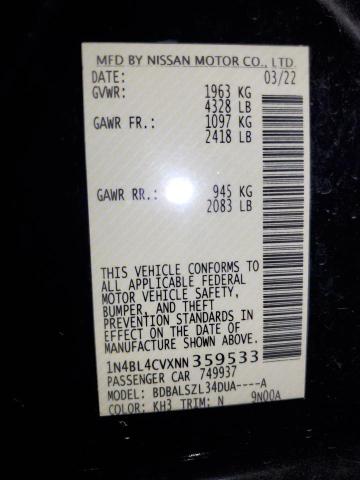 MFD BY NISSAN MOTOR CO., LTD.
DATE: 03/22
GVWR: 1963 KG
4328 LB
GAWR FR.: 1097 KG
2418 LB
GAWR RR.: 945 KG
2083 LB
THIS VEHICLE CONFORMS TO
ALL APPLICABLE FEDERAL
MOTOR VEHICLE SAFETY,
BUMPER, AND THEFT
PREVENTION STANDARDS IN
EFFECT ON THE DATE OF
MANUFACTURE SHOWN ABOVE.
1N4BL4CVXNN359533
PASSENGER CAR 749937
MODEL: BDBALSZL34DUA----A
COLOR: KH3 TRIM: N 9N00A